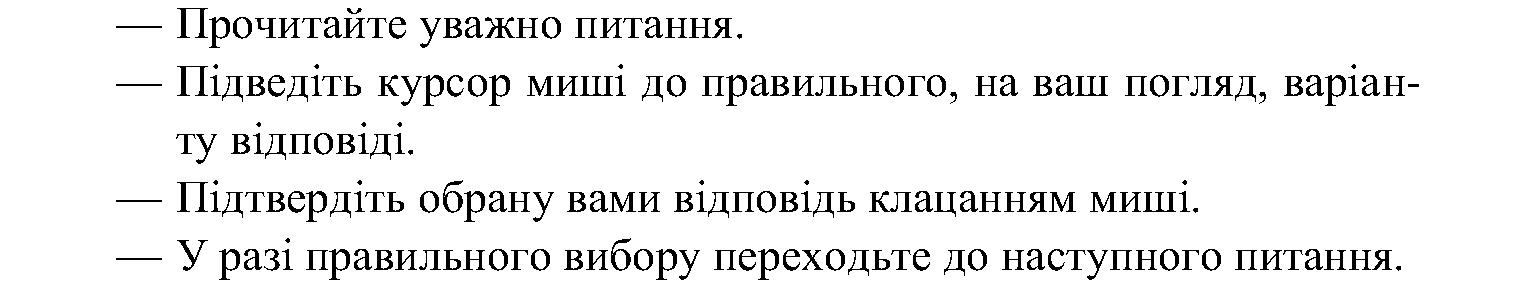 — Прочитайте уважно питання.
— Підведіть курсор миші до правильного, на ваш погляд, варіан-
ту відповіді.
— Підтвердіть обрану вами відповідь клацанням миші.
— У разі правильного вибору переходьте до наступного питання.